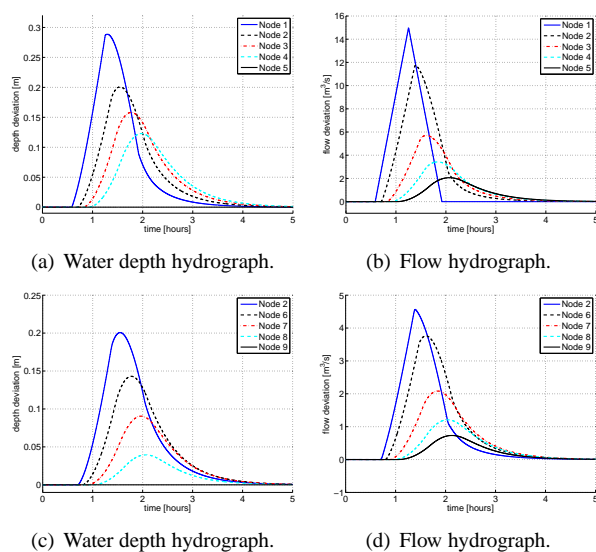 0.3
0.25
0.2
0.15
0.1
0.05
0
depth deviation [m]
0 1 2 3 4 5
time [hours]
Node 1
Node 2
Node 3
Node 4
Node 5
16
14
12
10
8
6
4
2
0
flow deviation [m³/s]
0 1 2 3 4 5
time [hours]
Node 1
Node 2
Node 3
Node 4
Node 5
(a) Water depth hydrograph.
(b) Flow hydrograph.
0.25
0.2
0.15
0.1
0.05
0
depth deviation [m]
0 1 2 3 4 5
time [hours]
Node 2
Node 6
Node 7
Node 8
Node 9
5
4
3
2
1
0
−1
flow deviation [m³/s]
0 1 2 3 4 5
time [hours]
Node 2
Node 6
Node 7
Node 8
Node 9
(c) Water depth hydrograph.
(d) Flow hydrograph.